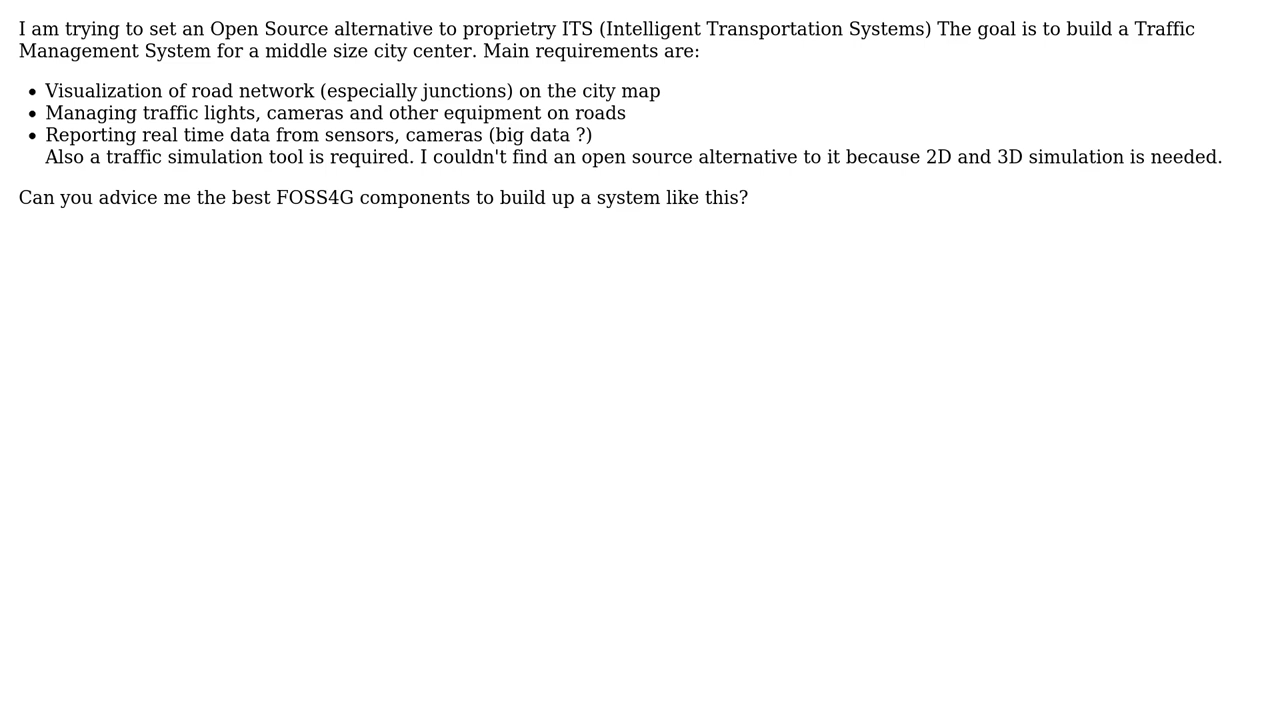 I am trying to set an Open Source alternative to proprietry ITS (Intelligent Transportation Systems) The goal is to build a Traffic
Management System for a middle size city center. Main requirements are:
• Visualization of road network (especially junctions) on the city map
• Managing traffic lights, cameras and other equipment on roads
• Reporting real time data from sensors, cameras (big data ?)
Also a traffic simulation tool is required. I couldn't find an open source alternative to it because 2D and 3D simulation is needed.
Can you advice me the best FOSS4G components to build up a system like this?